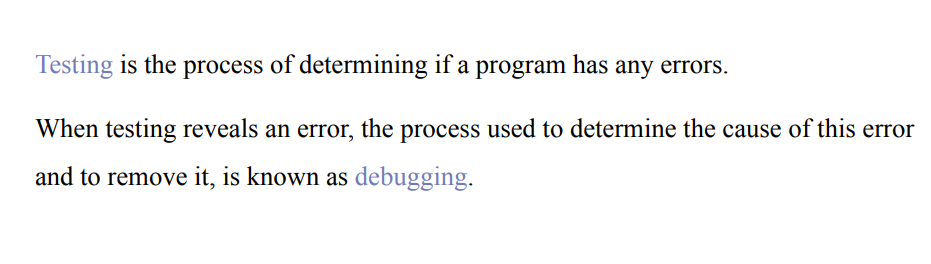 Testing is the process of determining if a program has any errors.
When testing reveals an error, the process used to determine the cause of this error
and to remove it, is known as debugging.